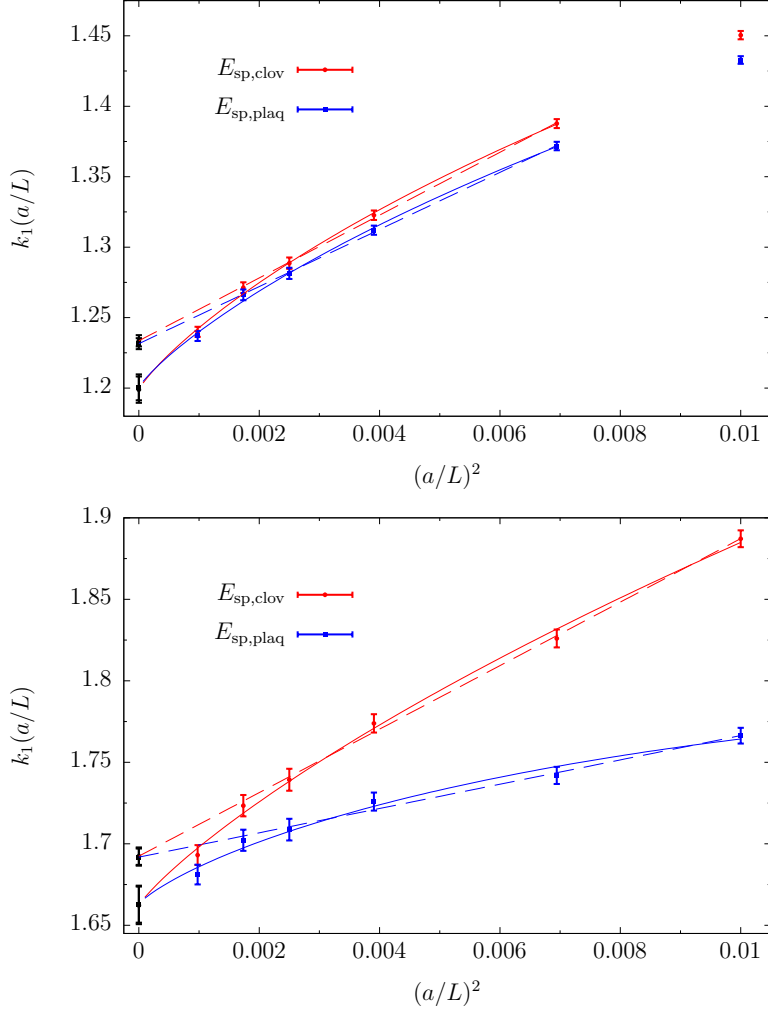 1.45
1.4
1.35
1.3
1.25
1.2
k₁(a/L)
E_sp,clov
E_sp,plaq
0 0.002 0.004 0.006 0.008 0.01
(a/L)²
1.9
1.85
1.8
1.75
1.7
1.65
k₁(a/L)
E_sp,clov
E_sp,plaq
0 0.002 0.004 0.006 0.008 0.01
(a/L)²